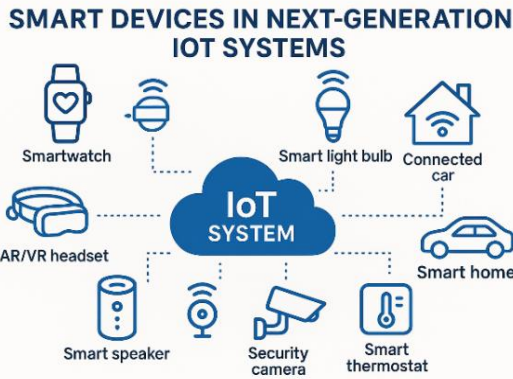 SMART DEVICES IN NEXT-GENERATION
IOT SYSTEMS
Smartwatch
Smart light bulb
Connected
car
IoT
SYSTEM
AR/VR headset
Smart home
Smart speaker
Security
camera
Smart
thermostat